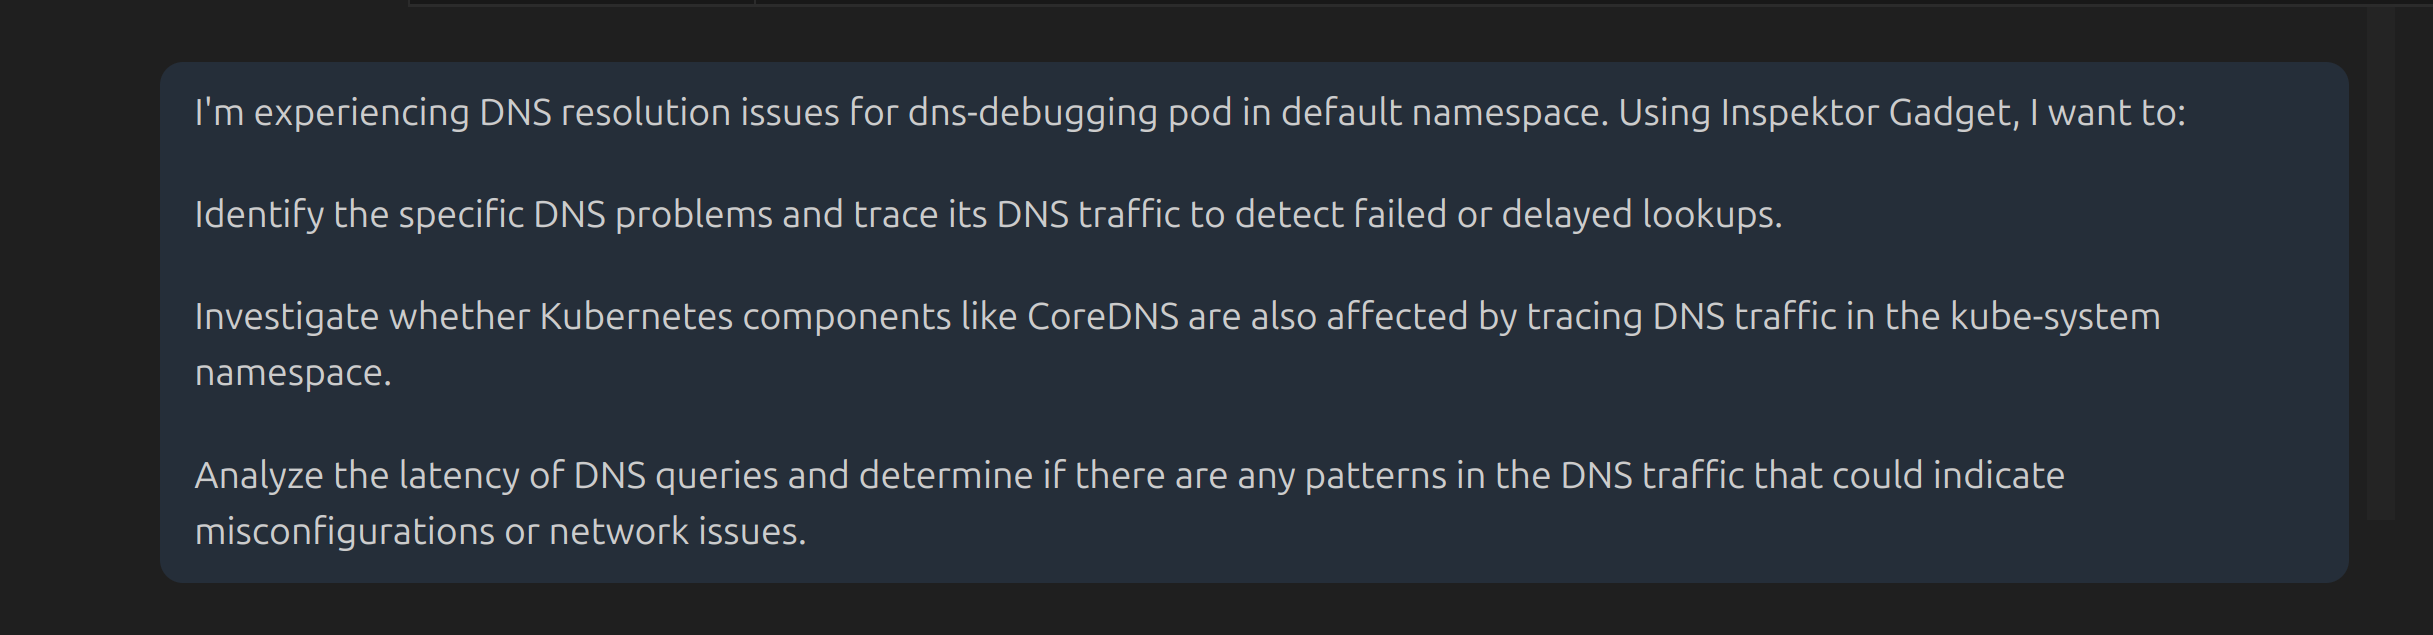 I'm experiencing DNS resolution issues for dns-debugging pod in default namespace. Using Inspektor Gadget, I want to:
Identify the specific DNS problems and trace its DNS traffic to detect failed or delayed lookups.
Investigate whether Kubernetes components like CoreDNS are also affected by tracing DNS traffic in the kube-system
namespace.
Analyze the latency of DNS queries and determine if there are any patterns in the DNS traffic that could indicate
misconfigurations or network issues.